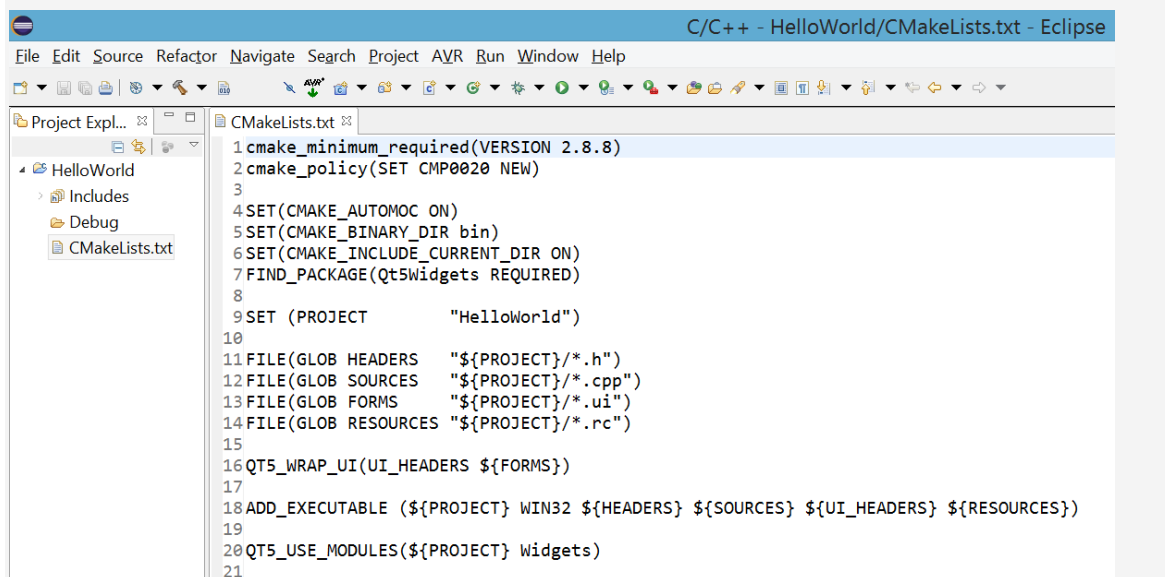 C/C++ - HelloWorld/CMakeLists.txt - Eclipse
File Edit Source Refactor Navigate Search Project AVR Run Window Help
AVR
Project Expl...
CMakeLists.txt
HelloWorld
Includes
Debug
CMakeLists.txt
1 cmake_minimum_required(VERSION 2.8.8)
2 cmake_policy(SET CMP0020 NEW)
3
4 SET(CMAKE_AUTOMOC ON)
5 SET(CMAKE_BINARY_DIR bin)
6 SET(CMAKE_INCLUDE_CURRENT_DIR ON)
7 FIND_PACKAGE(Qt5Widgets REQUIRED)
8
9 SET (PROJECT        "HelloWorld")
10
11 FILE(GLOB HEADERS   "${PROJECT}/*.h")
12 FILE(GLOB SOURCES   "${PROJECT}/*.cpp")
13 FILE(GLOB FORMS     "${PROJECT}/*.ui")
14 FILE(GLOB RESOURCES "${PROJECT}/*.rc")
15
16 QT5_WRAP_UI(UI_HEADERS ${FORMS})
17
18 ADD_EXECUTABLE (${PROJECT} WIN32 ${HEADERS} ${SOURCES} ${UI_HEADERS} ${RESOURCES})
19
20 QT5_USE_MODULES(${PROJECT} Widgets)
21